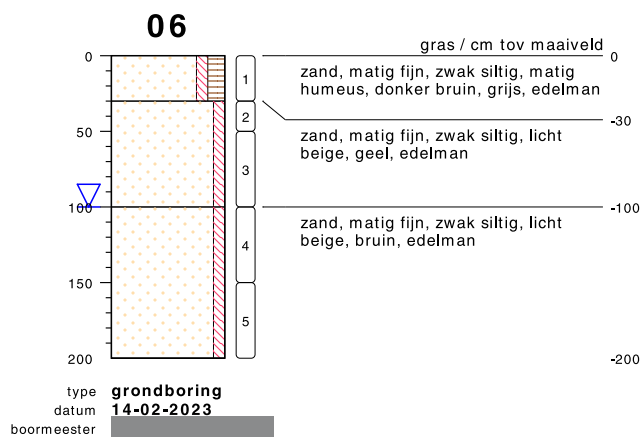 06
gras / cm tov maaiveld
0
0
1
zand, matig fijn, zwak siltig, matig
humeus, donker bruin, grijs, edelman
2
-30
50
zand, matig fijn, zwak siltig, licht
beige, geel, edelman
3
100
-100
zand, matig fijn, zwak siltig, licht
beige, bruin, edelman
4
150
5
200
-200
type grondboring
datum 14-02-2023
boormeester